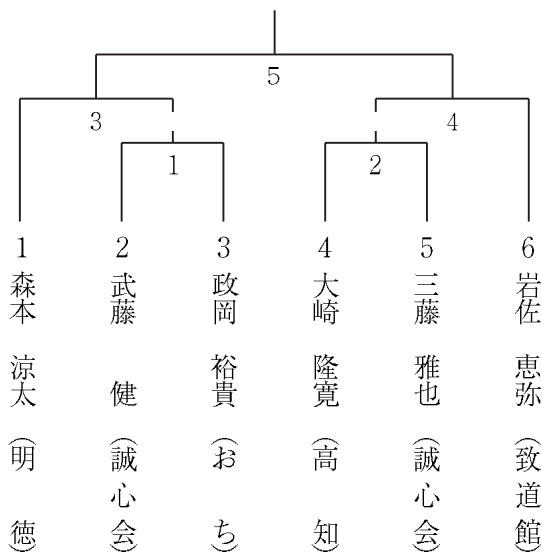 5
3
4
1
2
1 森本 涼太 (明 徳)
2 武藤 健 (誠心会)
3 政岡 裕貴 (お ち)
4 大崎 隆寛 (高 知)
5 三藤 雅也 (誠心会)
6 岩佐 恵弥 (致道館)